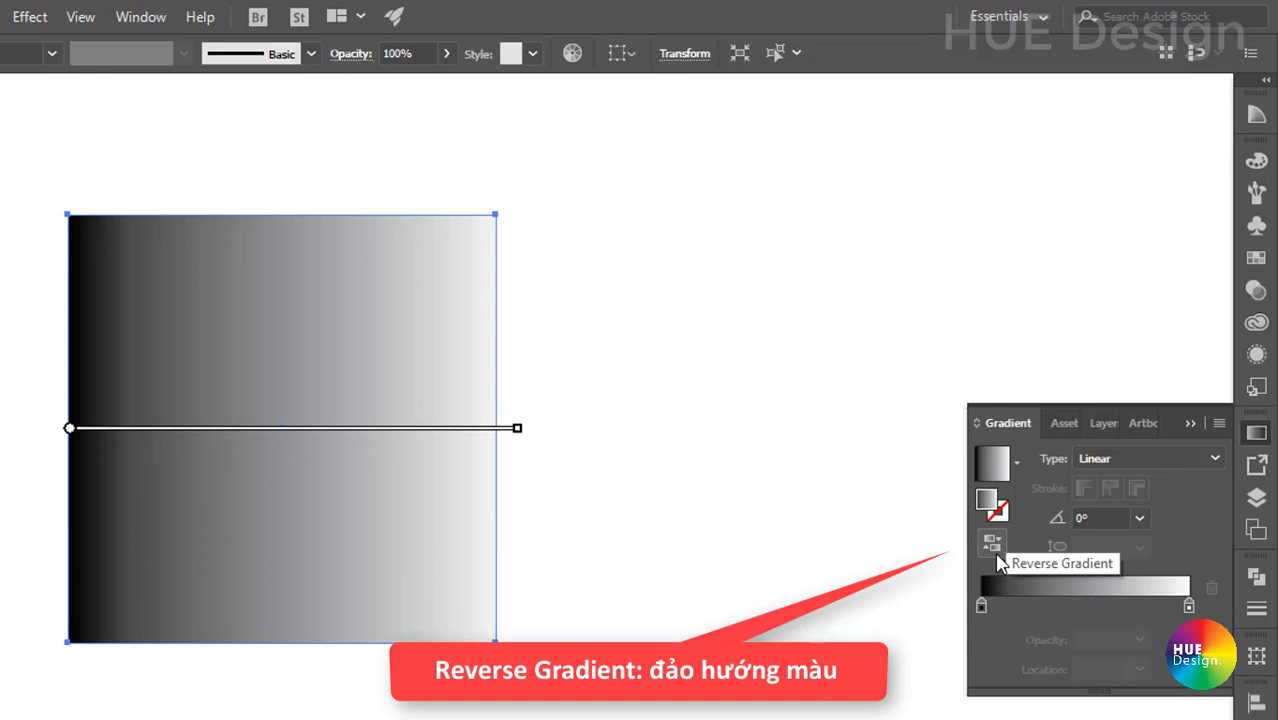 Effect View Window Help Br St Essentials Search Adobe Stock
HUE Design
Basic Opacity: 100% Style: Transform
Gradient Asset Layer Artbo
Type: Linear
Stroke:
0°
Reverse Gradient
Opacity:
Location:
HUE
Design.
Reverse Gradient: đảo hướng màu